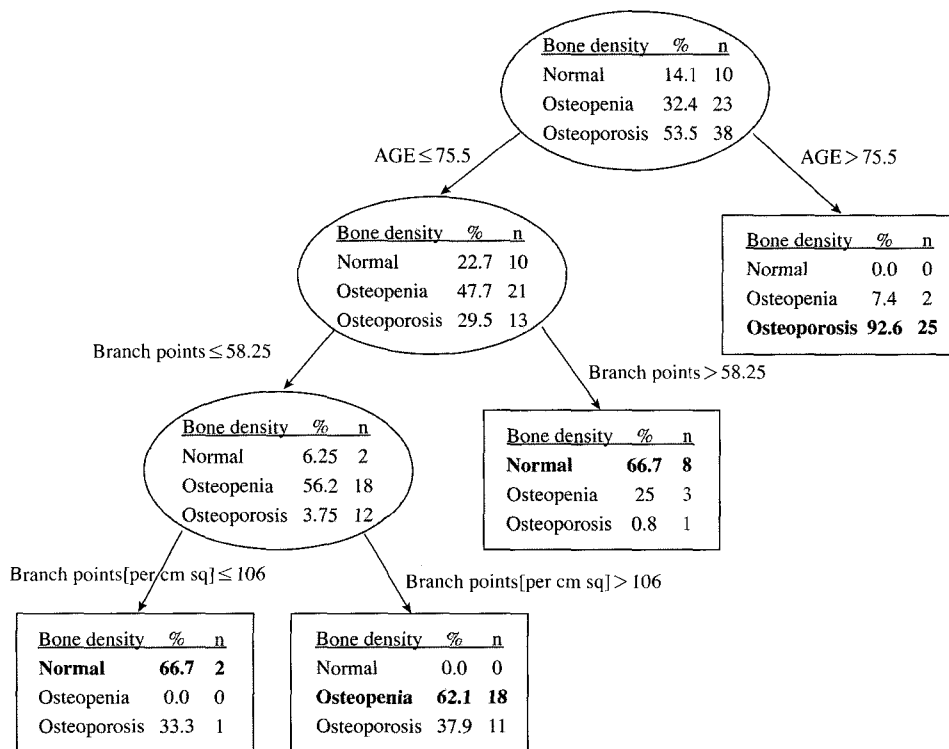 Bone density % n
Normal 14.1 10
Osteopenia 32.4 23
Osteoporosis 53.5 38
AGE ≤ 75.5
AGE > 75.5
Bone density % n
Normal 22.7 10
Osteopenia 47.7 21
Osteoporosis 29.5 13
Bone density % n
Normal 0.0 0
Osteopenia 7.4 2
Osteoporosis 92.6 25
Branch points ≤ 58.25
Branch points > 58.25
Bone density % n
Normal 6.25 2
Osteopenia 56.2 18
Osteoporosis 3.75 12
Bone density % n
Normal 66.7 8
Osteopenia 25 3
Osteoporosis 0.8 1
Branch points[per cm sq] ≤ 106
Branch points[per cm sq] > 106
Bone density % n
Normal 66.7 2
Osteopenia 0.0 0
Osteoporosis 33.3 1
Bone density % n
Normal 0.0 0
Osteopenia 62.1 18
Osteoporosis 37.9 11